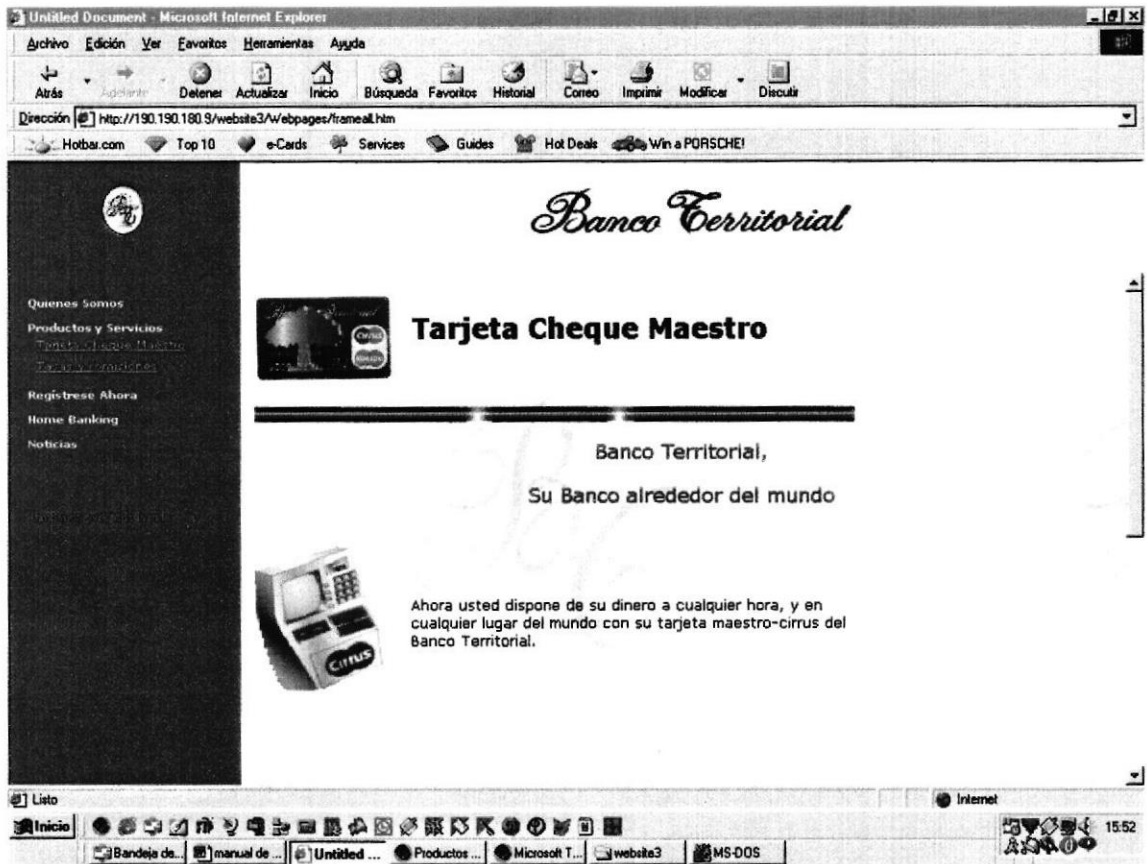 Untitled Document - Microsoft Internet Explorer
Archivo Edición Ver Favoritos Herramientas Ayuda
Atrás Adelante Detener Actualizar Inicio Búsqueda Favoritos Historial Correo Imprimir Modificar Discutir
Dirección http://190.190.180.9/website3/Webpages/frameall.htm
Hotbar.com Top 10 e-Cards Services Guides Hot Deals Win a PORSCHE!
Banco Territorial
Quienes Somos
Productos y Servicios
Tarjeta Cheque Maestro
Regístrese Ahora
Home Banking
Noticias
Cirrus
Tarjeta Cheque Maestro
Banco Territorial,
Su Banco alrededor del mundo
Cirrus
Ahora usted dispone de su dinero a cualquier hora, y en
cualquier lugar del mundo con su tarjeta maestro-cirrus del
Banco Territorial.
Listo
Internet
Inicio
15:52
Bandeja de... manual de ... Untitled ... Productos ... Microsoft T... website3 MS-DOS